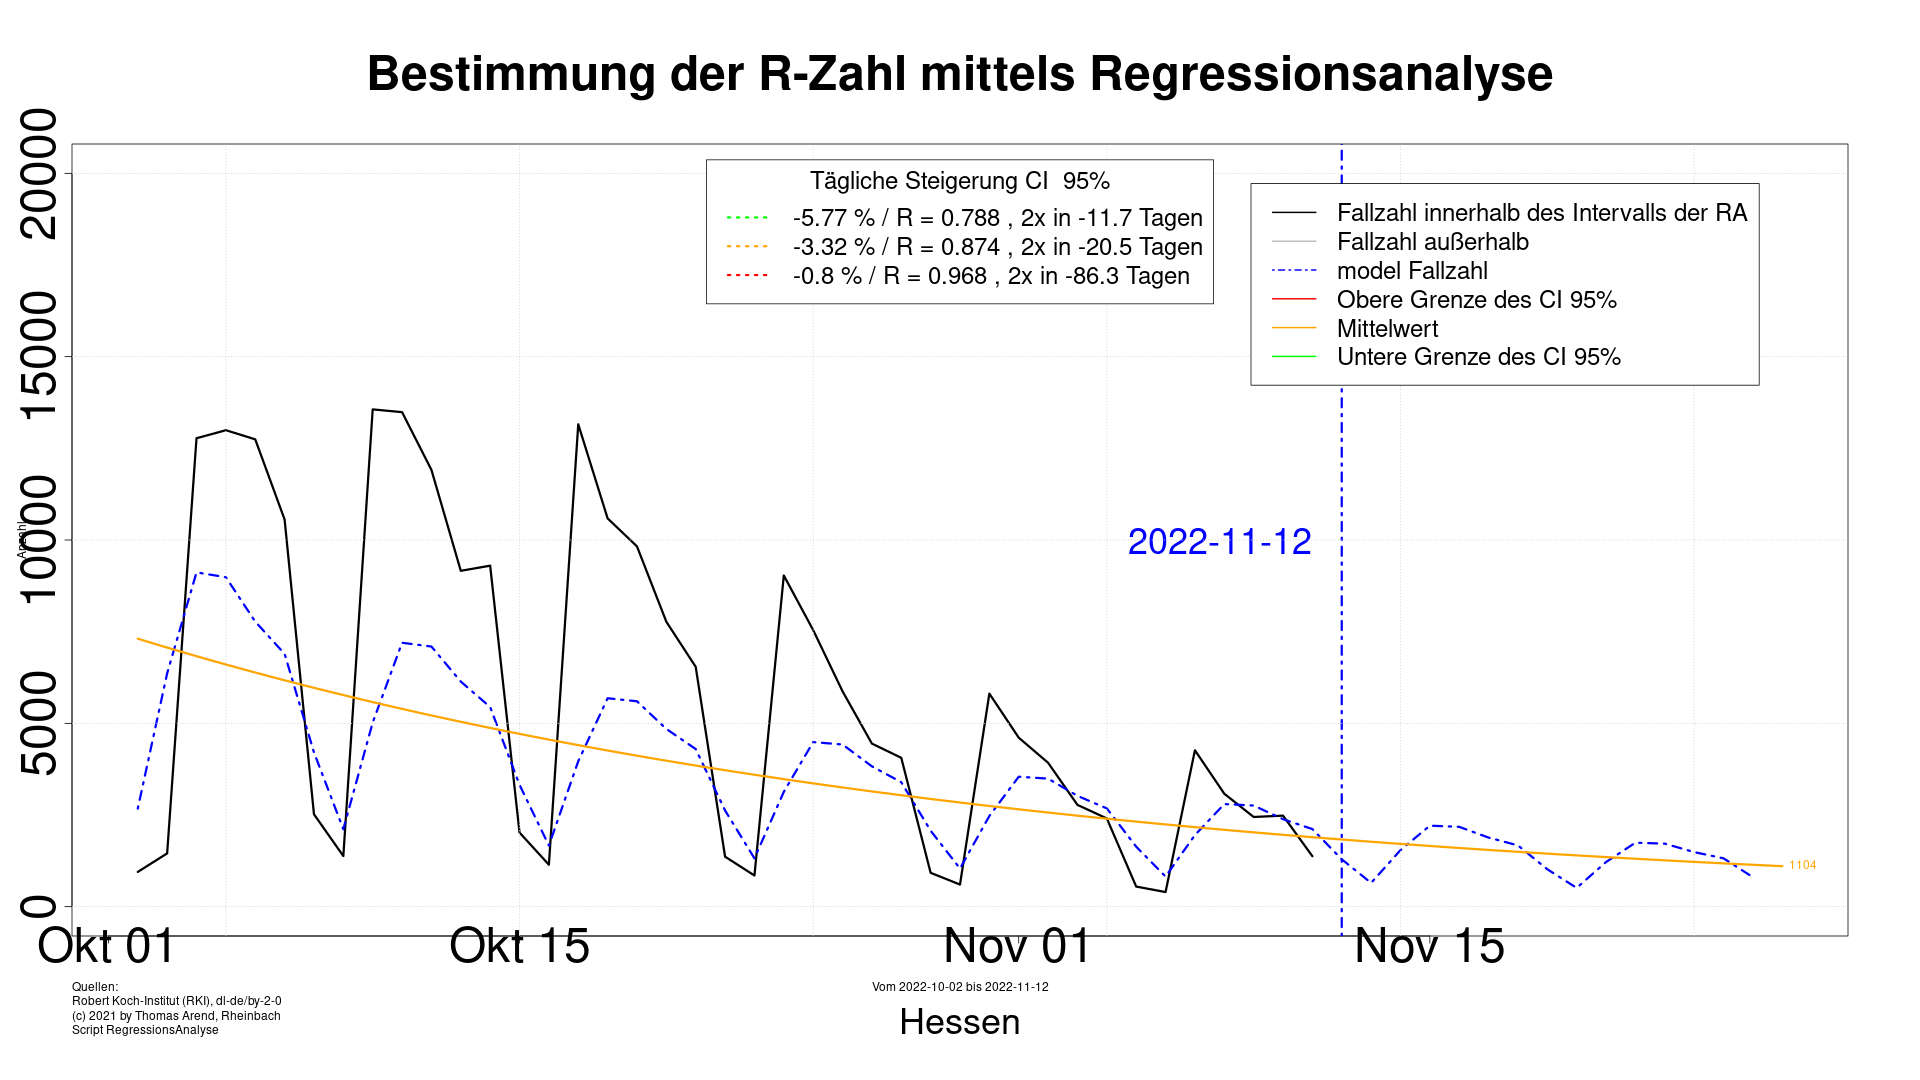 Bestimmung der R-Zahl mittels Regressionsanalyse
Anzahl
20000
15000
10000
5000
0
Tägliche Steigerung CI  95%
-5.77 % / R = 0.788 , 2x in -11.7 Tagen
-3.32 % / R = 0.874 , 2x in -20.5 Tagen
-0.8 % / R = 0.968 , 2x in -86.3 Tagen
Fallzahl innerhalb des Intervalls der RA
Fallzahl außerhalb
model Fallzahl
Obere Grenze des CI 95%
Mittelwert
Untere Grenze des CI 95%
2022-11-12
1104
Okt 01
Okt 15
Nov 01
Nov 15
Quellen:
Robert Koch-Institut (RKI), dl-de/by-2-0
(c) 2021 by Thomas Arend, Rheinbach
Script RegressionsAnalyse
Vom 2022-10-02 bis 2022-11-12
Hessen